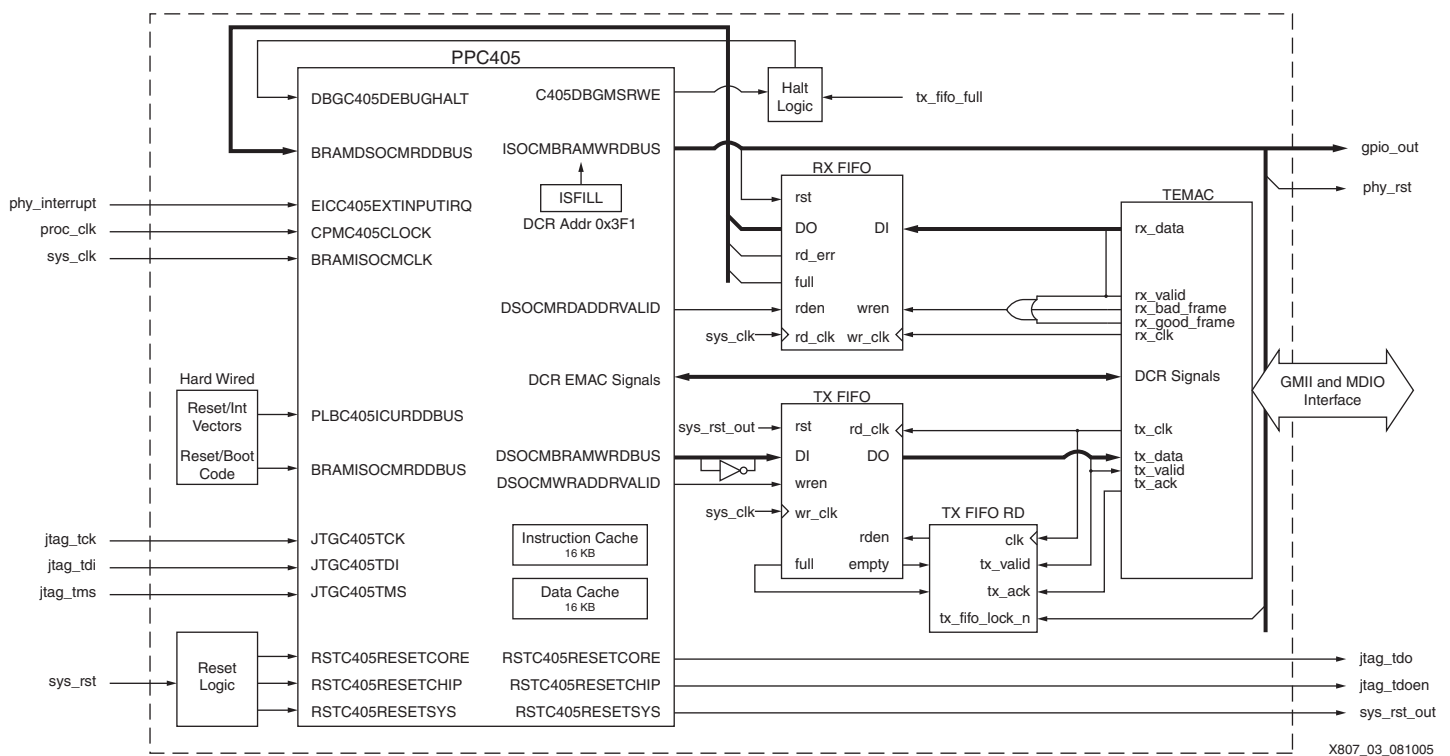 PPC405
DBGC405DEBUGHALT
C405DBGMSRWE
Halt
Logic
tx_fifo_full
BRAMDSOCMRDDBUS
ISOCMBRAMWRDBUS
gpio_out
ISFILL
DCR Addr 0x3F1
RX FIFO
rst
DO
DI
rd_err
full
rden
wren
sys_clk
rd_clk
wr_clk
phy_rst
TEMAC
rx_data
rx_valid
rx_bad_frame
rx_good_frame
rx_clk
DCR Signals
tx_clk
tx_data
tx_valid
tx_ack
GMII and MDIO
Interface
phy_interrupt
EICC405EXTINPUTIRQ
proc_clk
CPMC405CLOCK
sys_clk
BRAMISOCMCLK
DSOCMRDADDRVALID
DCR EMAC Signals
Hard Wired
Reset/Int
Vectors
Reset/Boot
Code
PLBC405ICURDDBUS
BRAMISOCMRDDBUS
DSOCMBRAMWRDBUS
DSOCMWRADDRVALID
TX FIFO
sys_rst_out
rst
rd_clk
DI
DO
wren
sys_clk
wr_clk
rden
full
empty
TX FIFO RD
clk
tx_valid
tx_ack
tx_fifo_lock_n
Instruction Cache
16 KB
Data Cache
16 KB
jtag_tck
JTGC405TCK
jtag_tdi
JTGC405TDI
jtag_tms
JTGC405TMS
sys_rst
Reset
Logic
RSTC405RESETCORE
RSTC405RESETCHIP
RSTC405RESETSYS
RSTC405RESETCORE
RSTC405RESETCHIP
RSTC405RESETSYS
jtag_tdo
jtag_tdoen
sys_rst_out
X807_03_081005